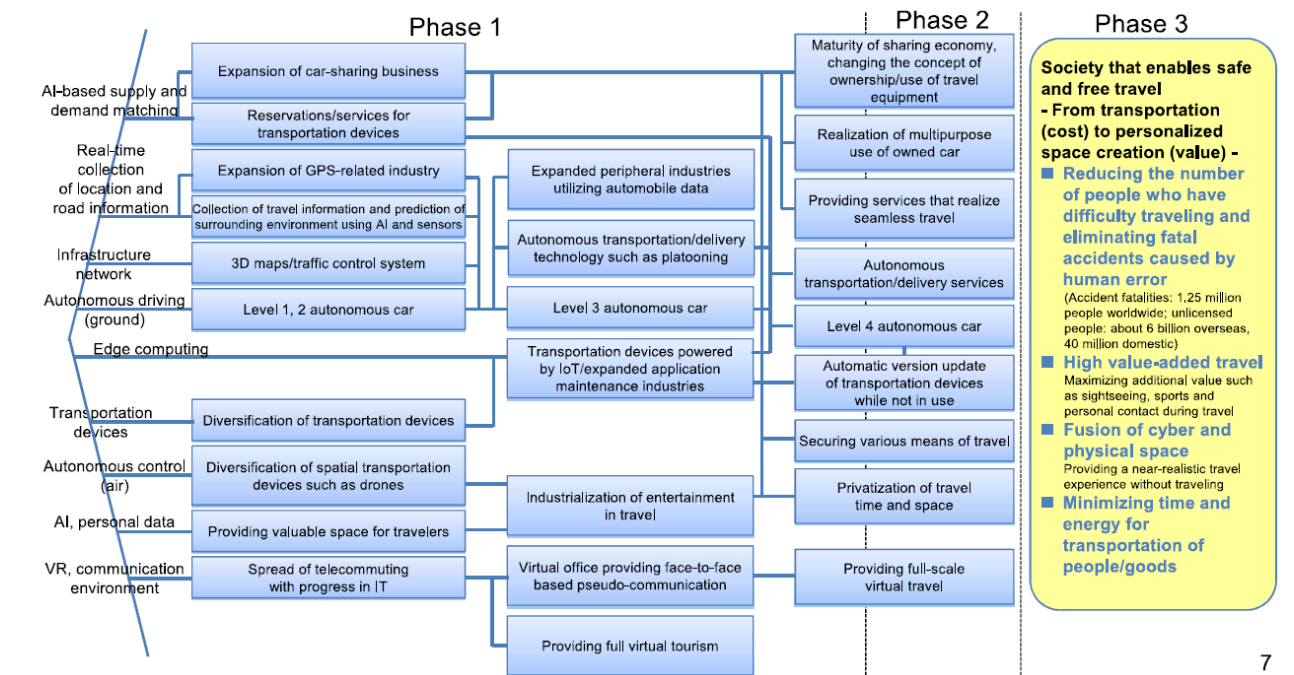 Phase 1
Phase 2
Phase 3
AI-based supply and
demand matching
Real-time
collection
of location and
road information
Infrastructure
network
Autonomous driving
(ground)
Edge computing
Transportation
devices
Autonomous control
(air)
AI, personal data
VR, communication
environment
Expansion of car-sharing business
Reservations/services for
transportation devices
Expansion of GPS-related industry
Collection of travel information and prediction of
surrounding environment using AI and sensors
3D maps/traffic control system
Level 1, 2 autonomous car
Diversification of transportation devices
Diversification of spatial transportation
devices such as drones
Providing valuable space for travelers
Spread of telecommuting
with progress in IT
Expanded peripheral industries
utilizing automobile data
Autonomous transportation/delivery
technology such as platooning
Level 3 autonomous car
Transportation devices powered
by IoT/expanded application
maintenance industries
Industrialization of entertainment
in travel
Virtual office providing face-to-face
based pseudo-communication
Providing full virtual tourism
Maturity of sharing economy,
changing the concept of
ownership/use of travel
equipment
Realization of multipurpose
use of owned car
Providing services that realize
seamless travel
Autonomous
transportation/delivery services
Level 4 autonomous car
Automatic version update
of transportation devices
while not in use
Securing various means of travel
Privatization of travel
time and space
Providing full-scale
virtual travel
Society that enables safe
and free travel
- From transportation
(cost) to personalized
space creation (value) -
■ Reducing the number
of people who have
difficulty traveling and
eliminating fatal
accidents caused by
human error
(Accident fatalities: 1,25 million
people worldwide; unlicensed
people: about 6 billion overseas,
40 million domestic)
■ High value-added travel
Maximizing additional value such
as sightseeing, sports and
personal contact during travel
■ Fusion of cyber and
physical space
Providing a near-realistic travel
experience without traveling
■ Minimizing time and
energy for
transportation of
people/goods
7